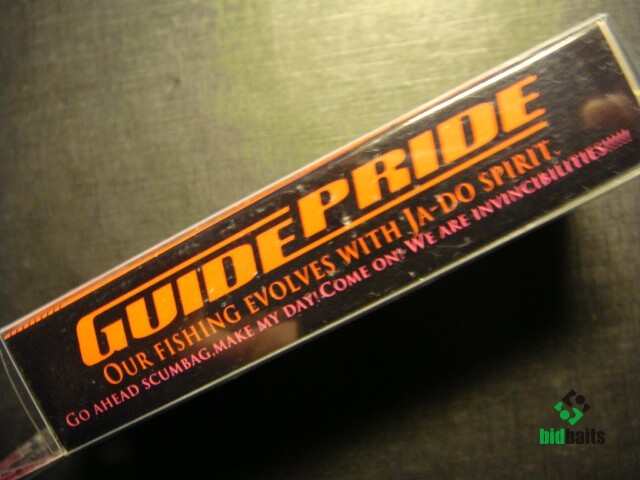 GUIDEPRIDE
OUR FISHING EVOLVES WITH JA-DO SPIRIT.
GO AHEAD SCUMBAG,MAKE MY DAY!COME ON! WE ARE INVINCIBILITIES!!!!!!!
bidbaits